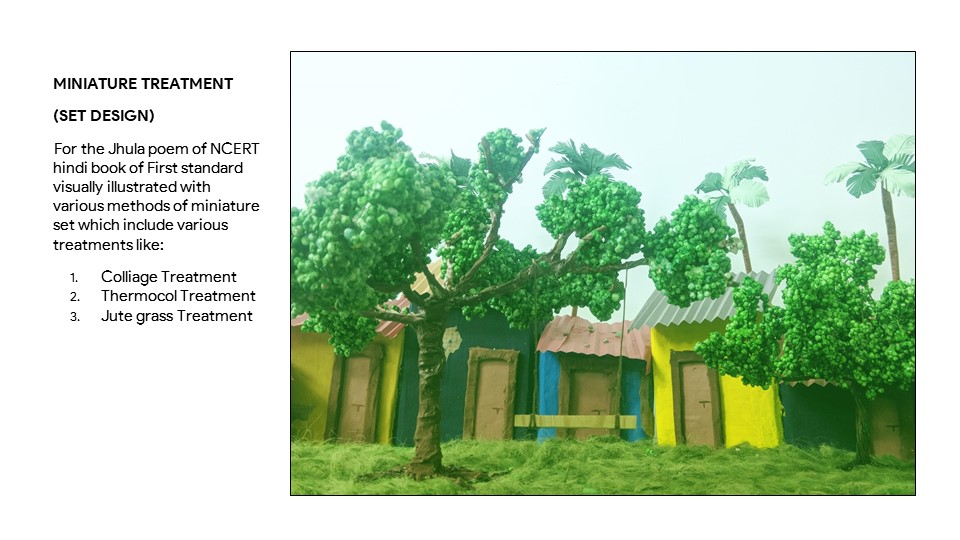 MINIATURE TREATMENT
(SET DESIGN)
For the Jhula poem of NCERT
hindi book of First standard
visually illustrated with
various methods of miniature
set which include various
treatments like:
1. Colliage Treatment
2. Thermocol Treatment
3. Jute grass Treatment